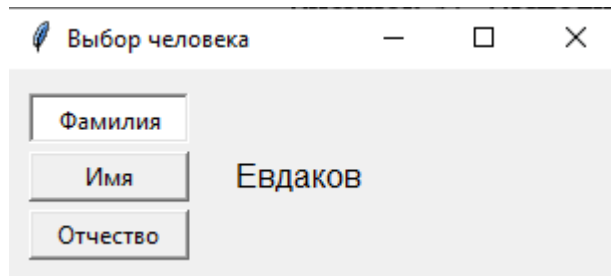 Выбор человека
Фамилия
Имя
Евдаков
Отчество